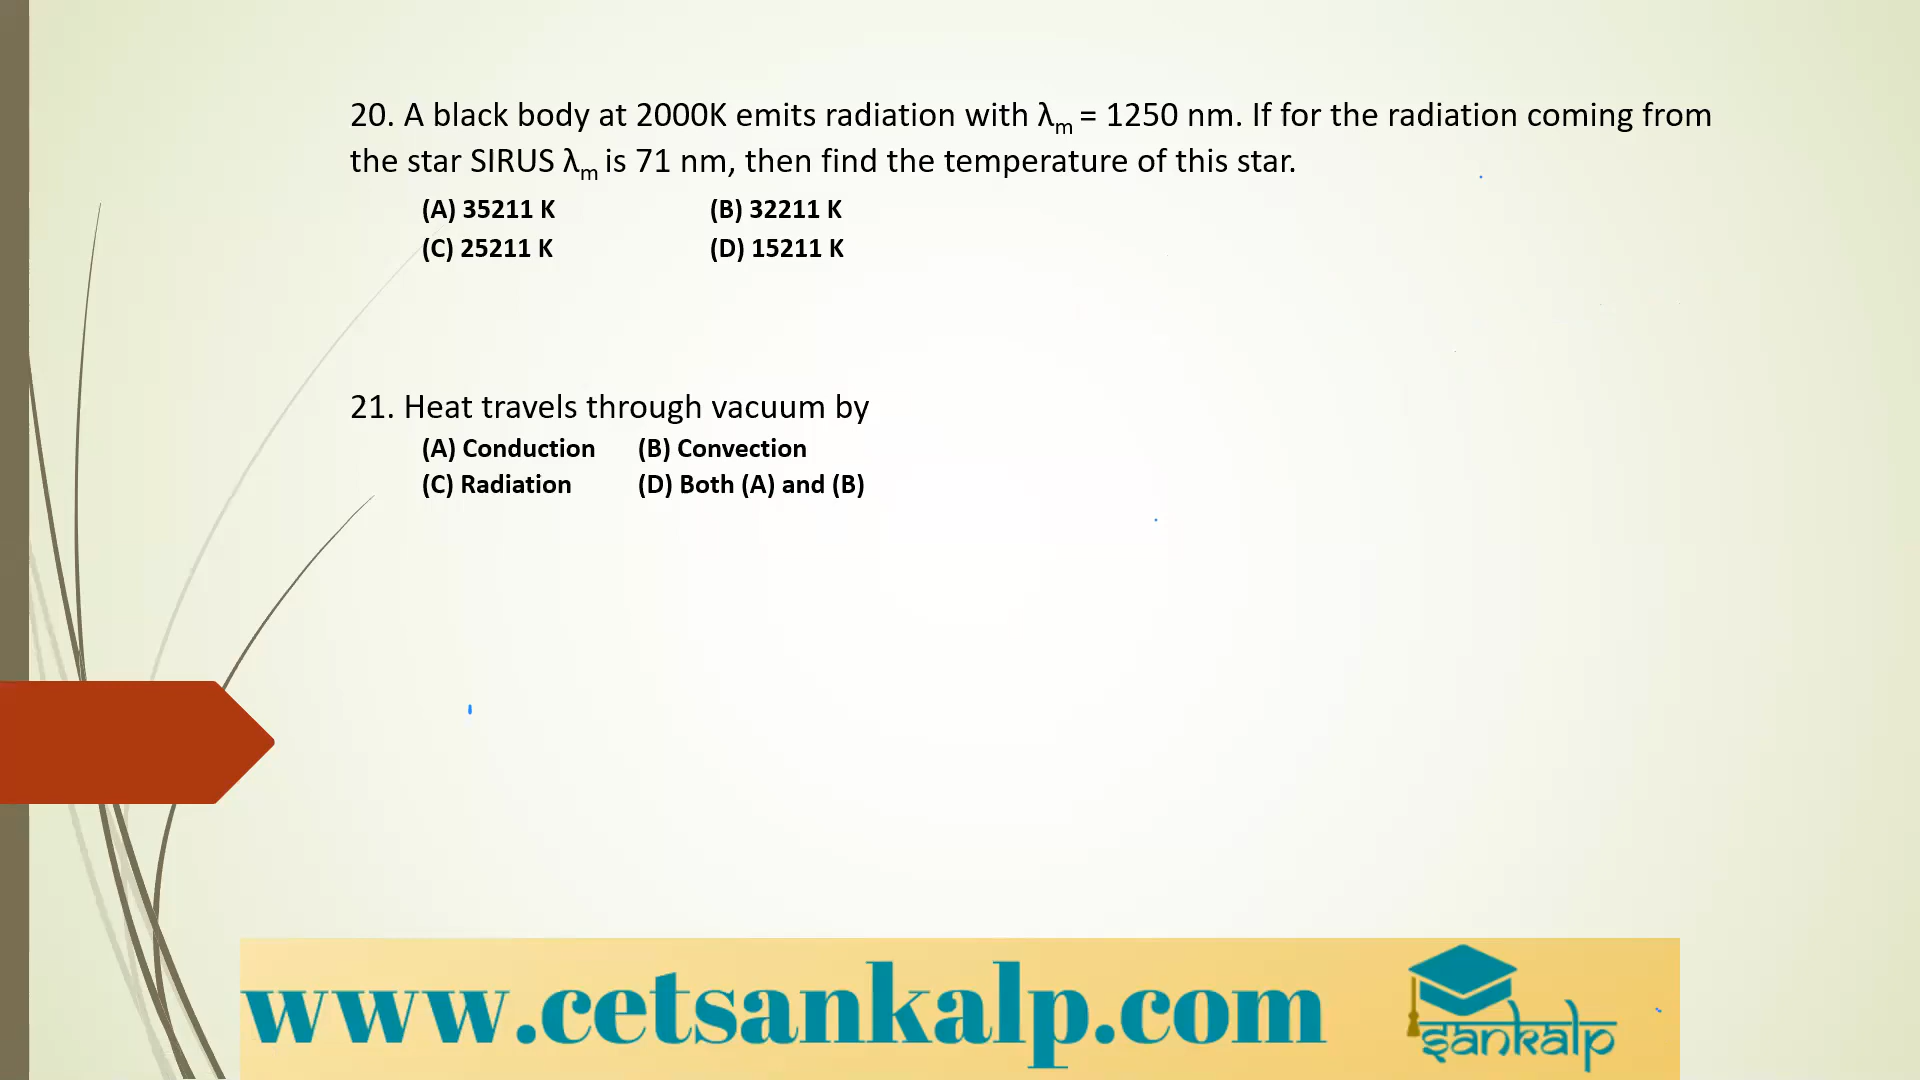 20. A black body at 2000K emits radiation with λm = 1250 nm. If for the radiation coming from
the star SIRUS λm is 71 nm, then find the temperature of this star.
(A) 35211 K (B) 32211 K
(C) 25211 K (D) 15211 K
21. Heat travels through vacuum by
(A) Conduction (B) Convection
(C) Radiation (D) Both (A) and (B)
www.cetsankalp.com
sankalp